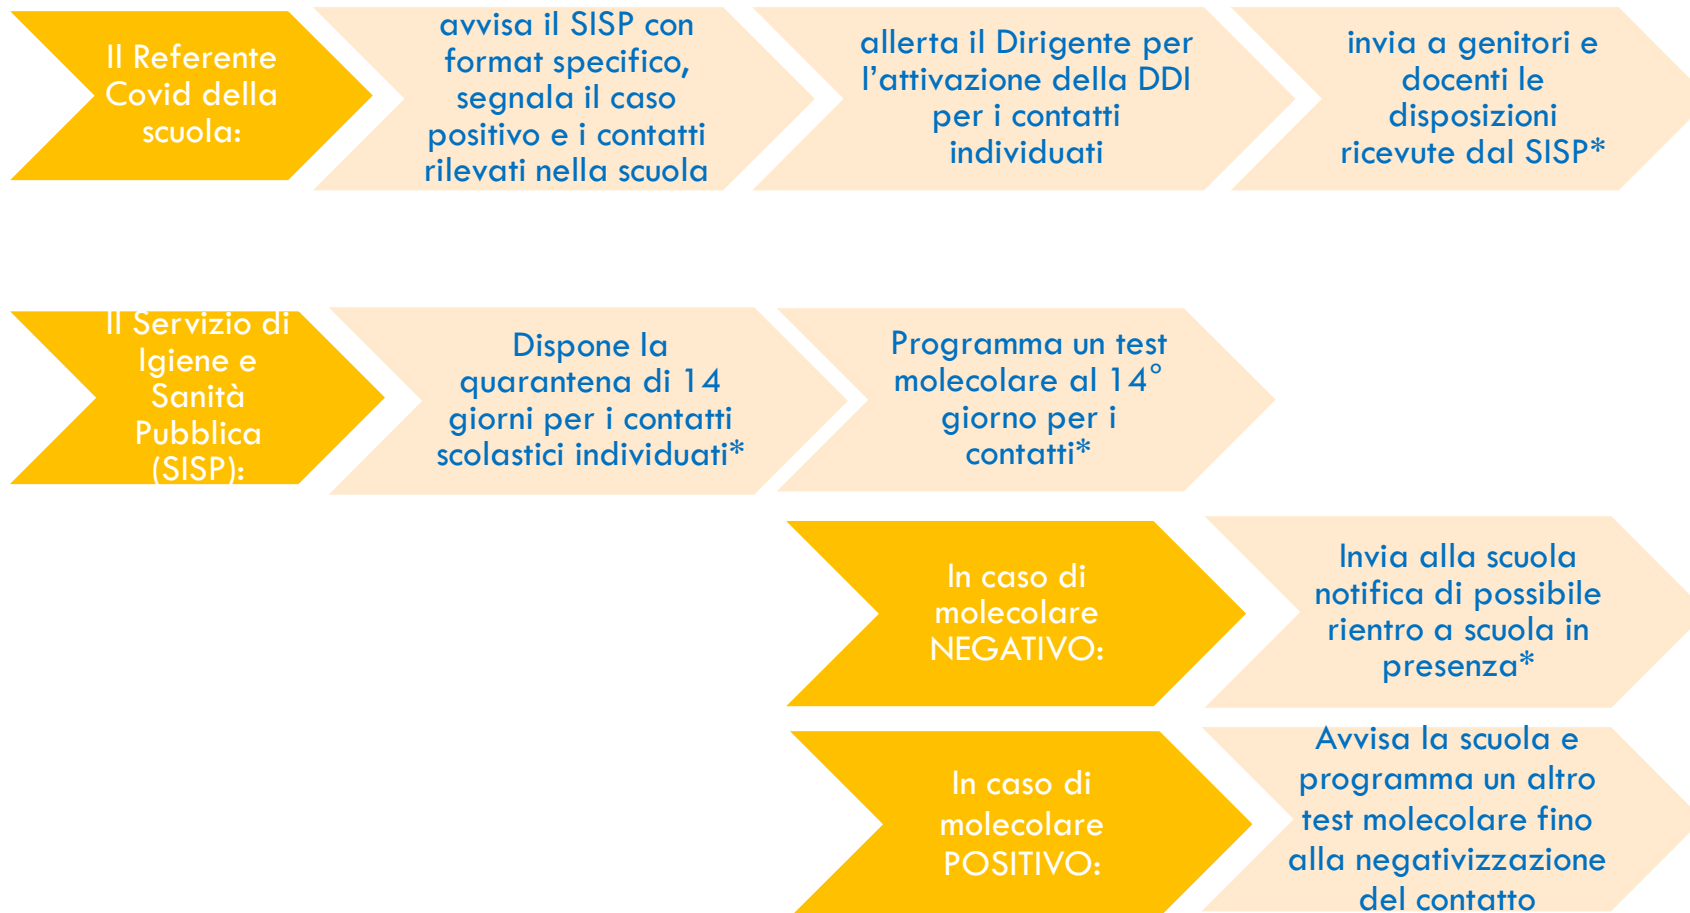 Il Referente
Covid della
scuola:
avvisa il SISP con
format specifico,
segnala il caso
positivo e i contatti
rilevati nella scuola
allerta il Dirigente per
l’attivazione della DDI
per i contatti
individuati
invia a genitori e
docenti le
disposizioni
ricevute dal SISP*
Il Servizio di
Igiene e
Sanità
Pubblica
(SISP):
Dispone la
quarantena di 14
giorni per i contatti
scolastici individuati*
Programma un test
molecolare al 14°
giorno per i
contatti*
In caso di
molecolare
NEGATIVO:
Invia alla scuola
notifica di possibile
rientro a scuola in
presenza*
In caso di
molecolare
POSITIVO:
Avvisa la scuola e
programma un altro
test molecolare fino
alla negativizzazione
del contatto